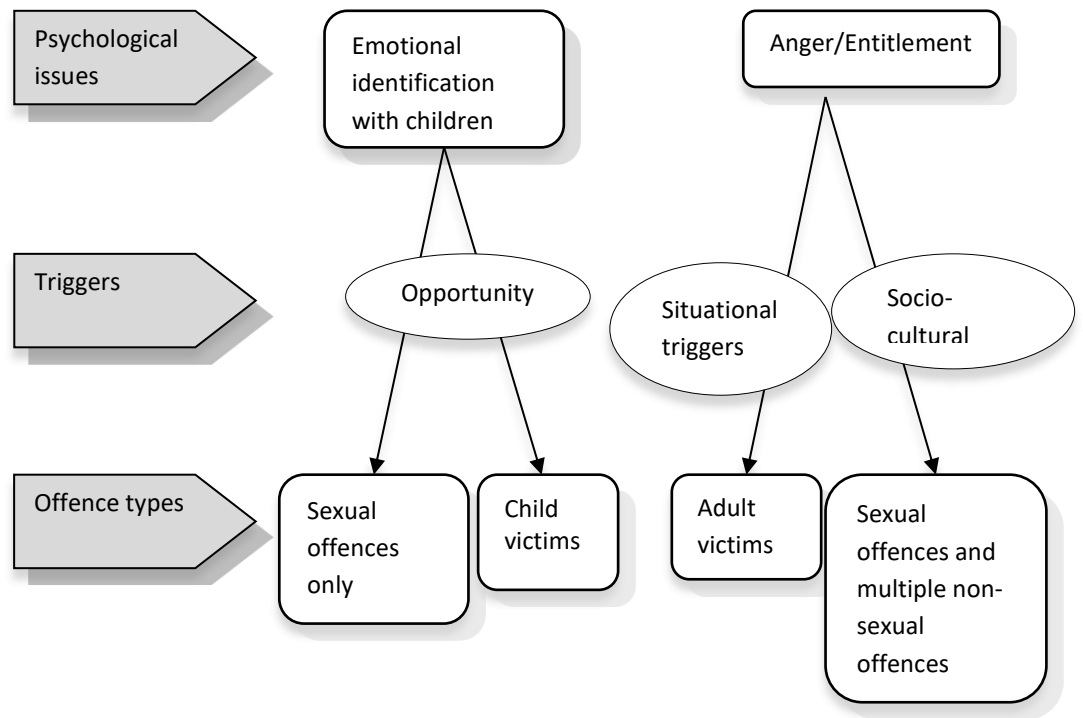 Psychological
issues
Emotional
identification
with children
Anger/Entitlement
Triggers
Opportunity
Situational
triggers
Socio-
cultural
Offence types
Sexual
offences
only
Child
victims
Adult
victims
Sexual
offences and
multiple non-
sexual
offences